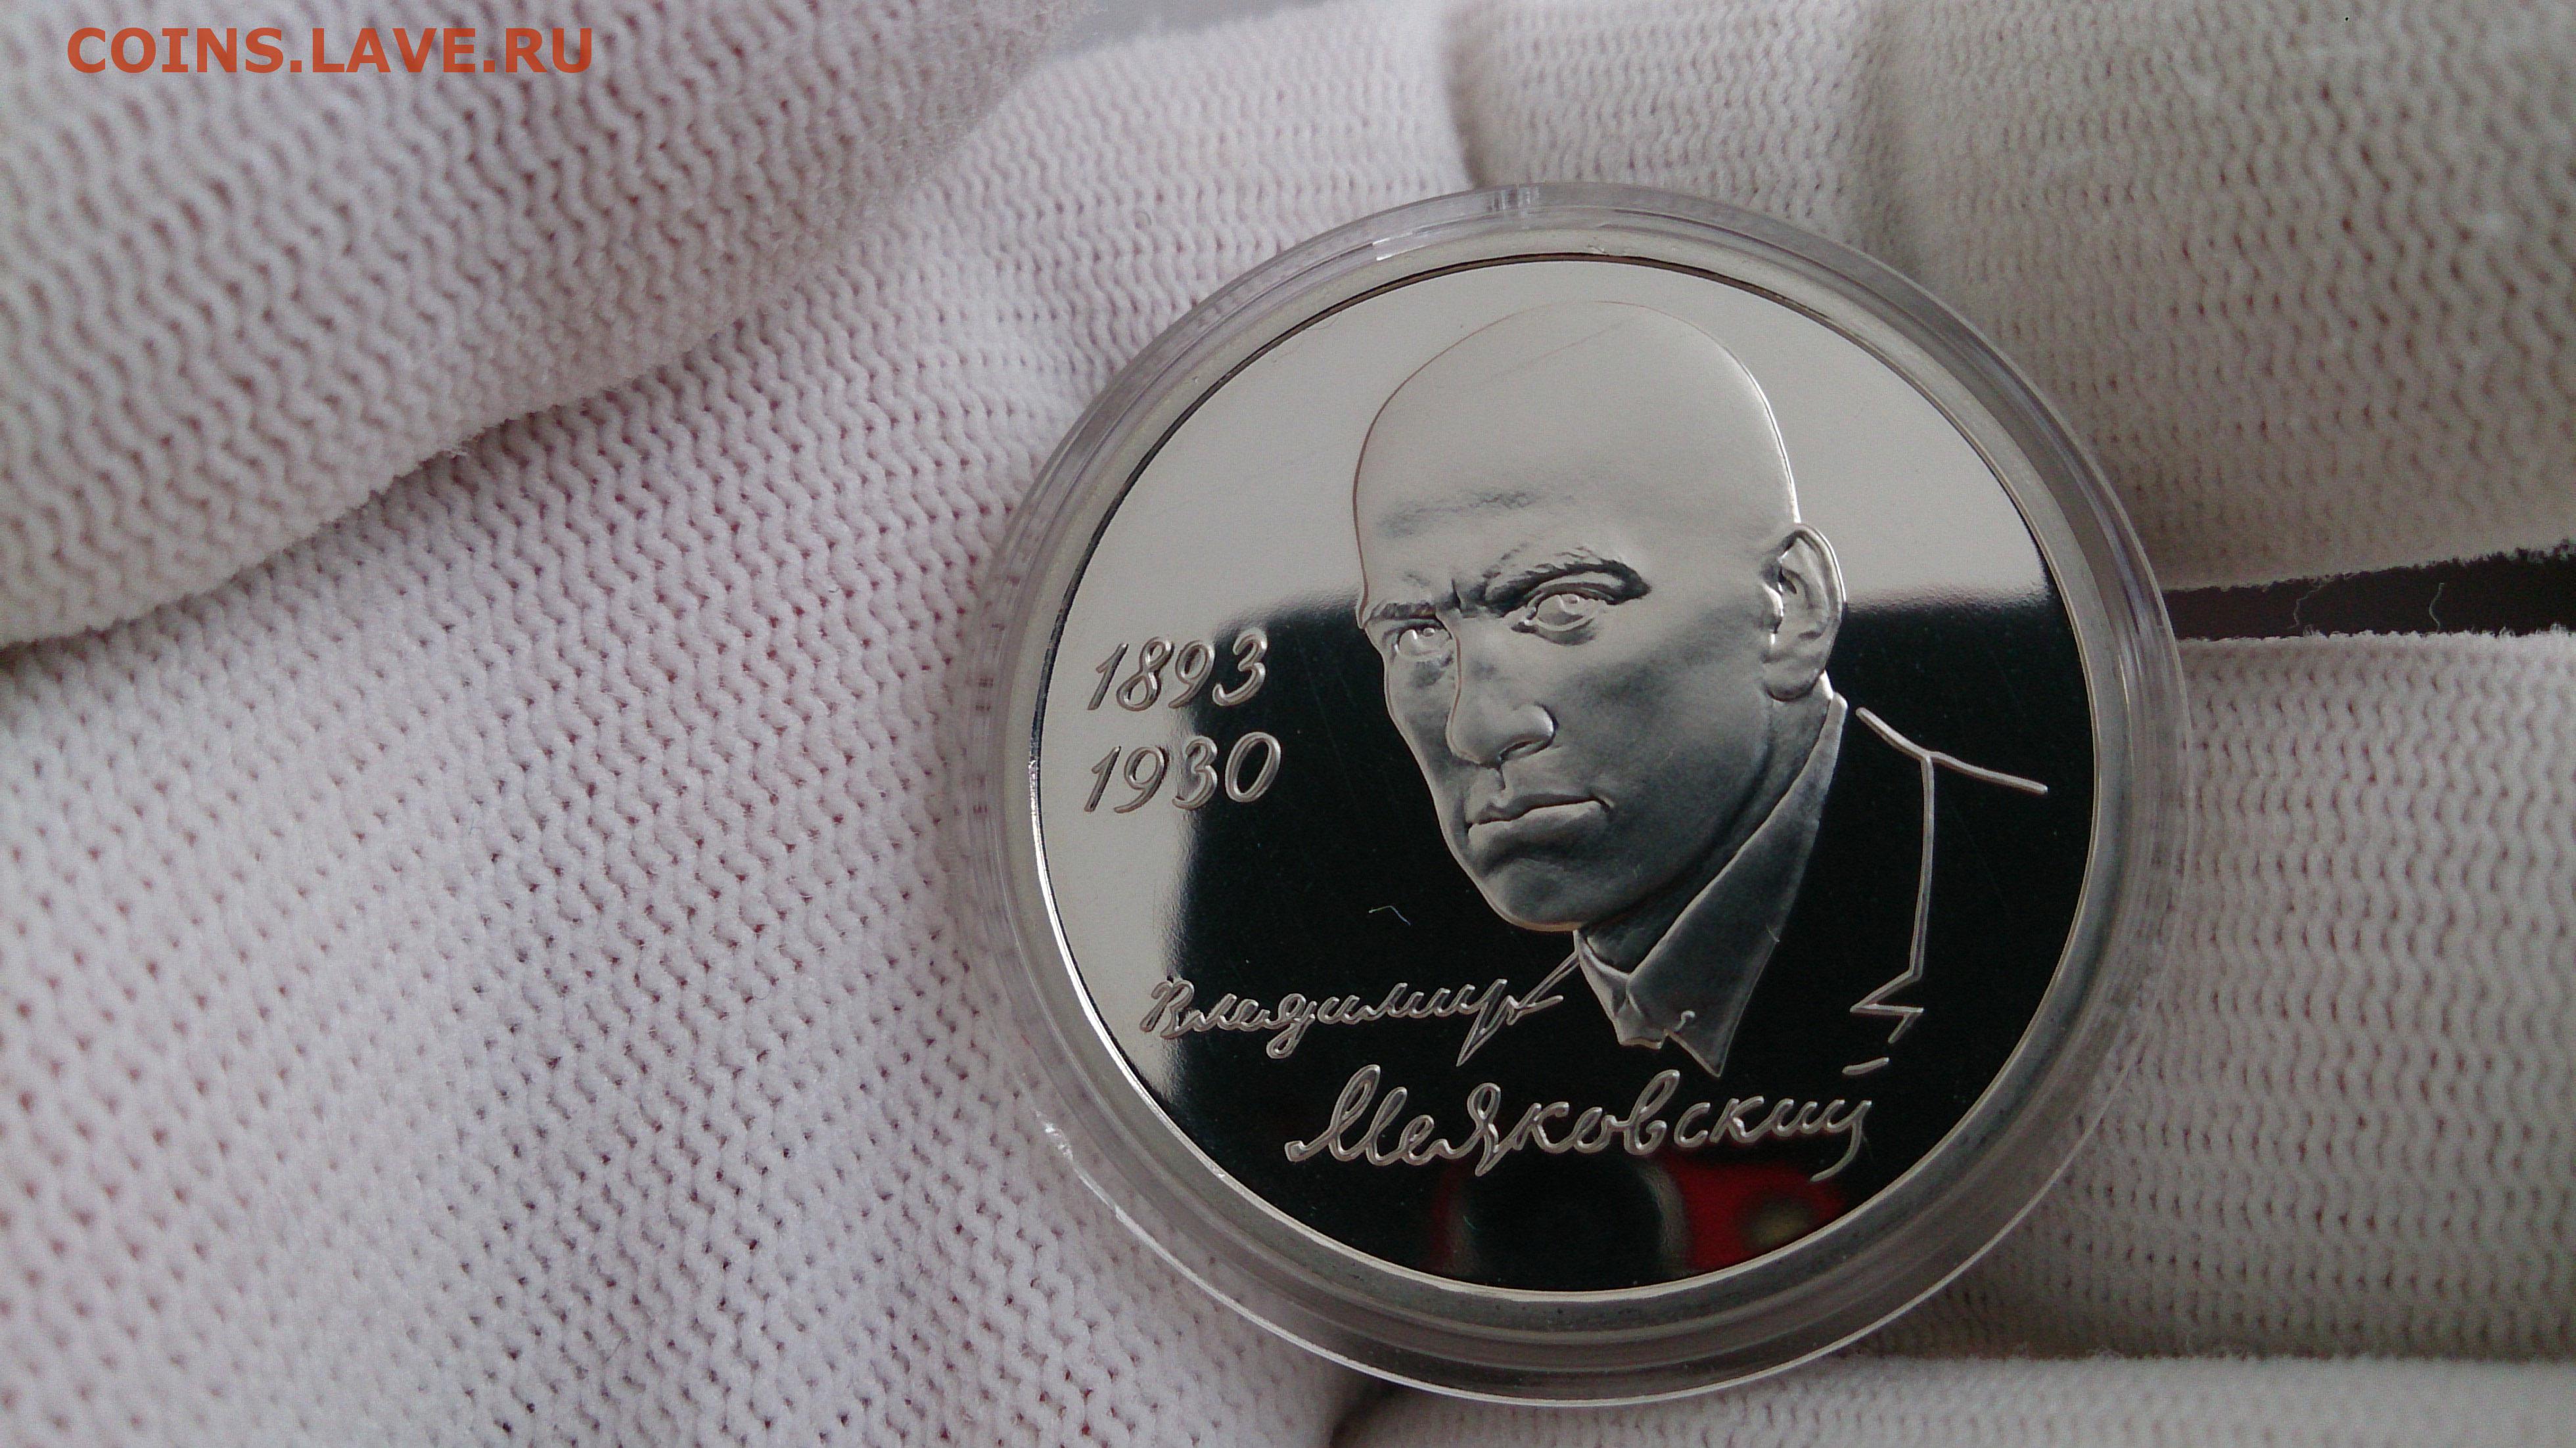 COINS.LAVE.RU
1893
1930
Владимир
Маяковский